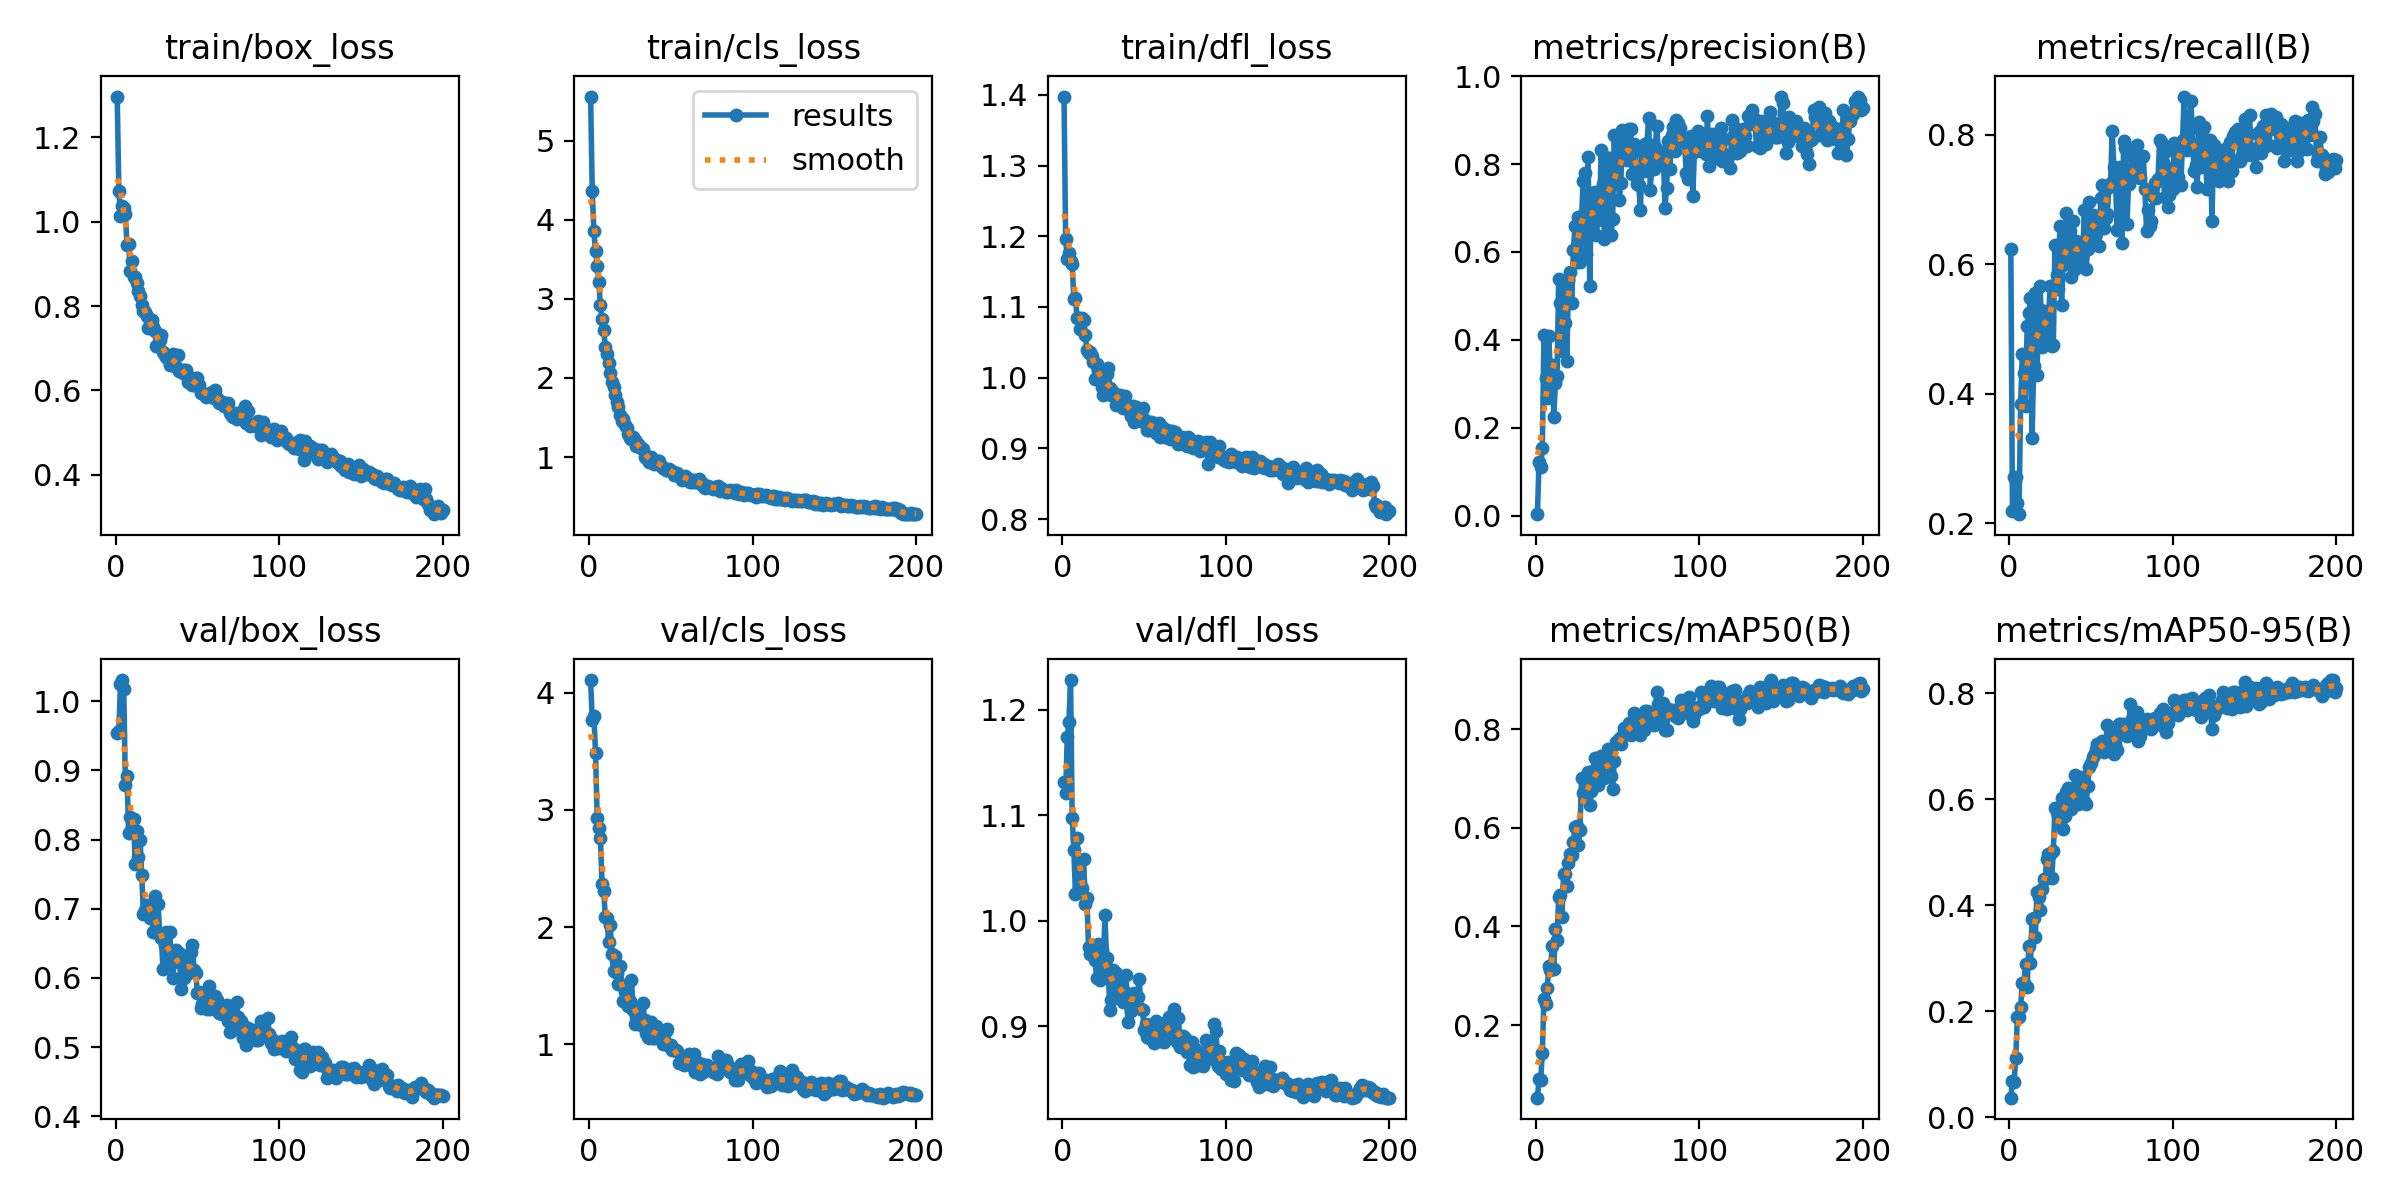 train/box_loss
1.2
1.0
0.8
0.6
0.4
0 100 200
train/cls_loss
results
smooth
5
4
3
2
1
0 100 200
train/dfl_loss
1.4
1.3
1.2
1.1
1.0
0.9
0.8
0 100 200
metrics/precision(B)
1.0
0.8
0.6
0.4
0.2
0.0
0 100 200
metrics/recall(B)
0.8
0.6
0.4
0.2
0 100 200
val/box_loss
1.0
0.9
0.8
0.7
0.6
0.5
0.4
0 100 200
val/cls_loss
4
3
2
1
0 100 200
val/dfl_loss
1.2
1.1
1.0
0.9
0 100 200
metrics/mAP50(B)
0.8
0.6
0.4
0.2
0 100 200
metrics/mAP50-95(B)
0.8
0.6
0.4
0.2
0.0
0 100 200